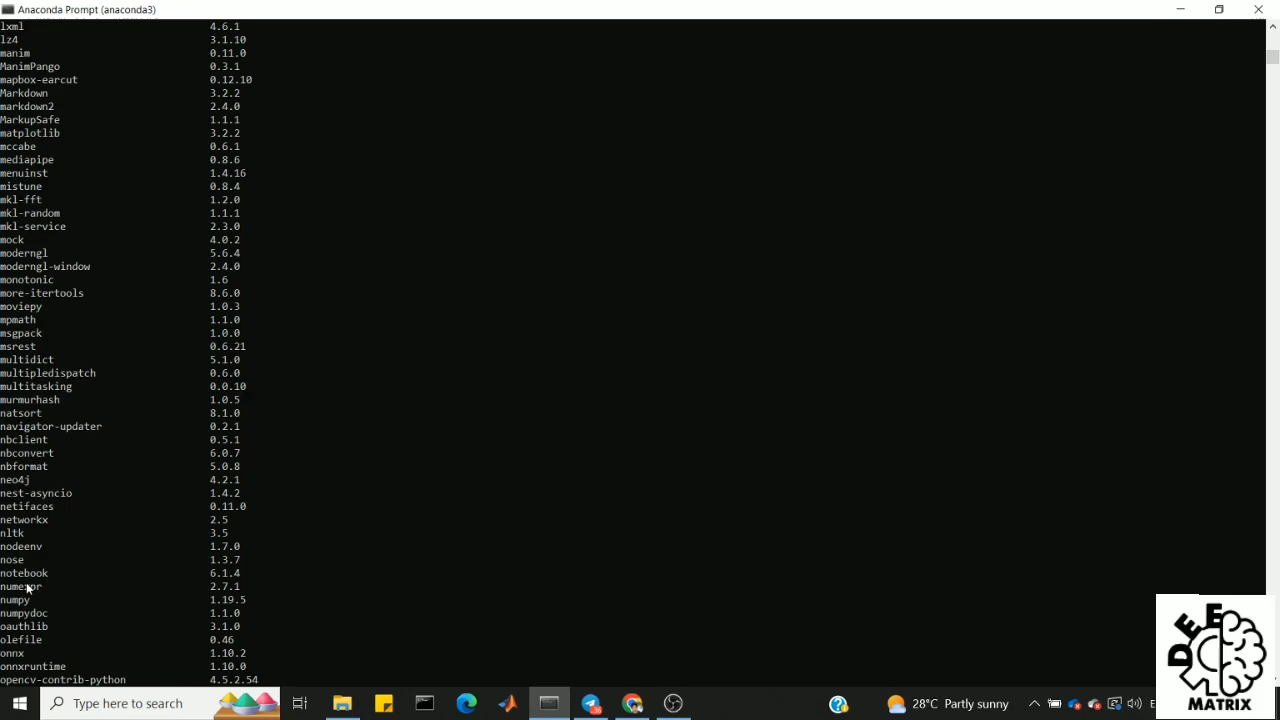 Anaconda Prompt (anaconda3)
lxml 4.6.1
lz4 3.1.10
manim 0.11.0
ManimPango 0.3.1
mapbox-earcut 0.12.10
Markdown 3.2.2
markdown2 2.4.0
MarkupSafe 1.1.1
matplotlib 3.2.2
mccabe 0.6.1
mediapipe 0.8.6
menuinst 1.4.16
mistune 0.8.4
mkl-fft 1.2.0
mkl-random 1.1.1
mkl-service 2.3.0
mock 4.0.2
moderngl 5.6.4
moderngl-window 2.4.0
monotonic 1.6
more-itertools 8.6.0
moviepy 1.0.3
mpmath 1.1.0
msgpack 1.0.0
msrest 0.6.21
multidict 5.1.0
multipledispatch 0.6.0
multitasking 0.0.10
murmurhash 1.0.5
natsort 8.1.0
navigator-updater 0.2.1
nbclient 0.5.1
nbconvert 6.0.7
nbformat 5.0.8
neo4j 4.2.1
nest-asyncio 1.4.2
netifaces 0.11.0
networkx 2.5
nltk 3.5
nodeenv 1.7.0
nose 1.3.7
notebook 6.1.4
numexpr 2.7.1
numpy 1.19.5
numpydoc 1.1.0
oauthlib 3.1.0
olefile 0.46
onnx 1.10.2
onnxruntime 1.10.0
opencv-contrib-python 4.5.2.54
DEE
MATRIX
Type here to search
28°C Partly sunny